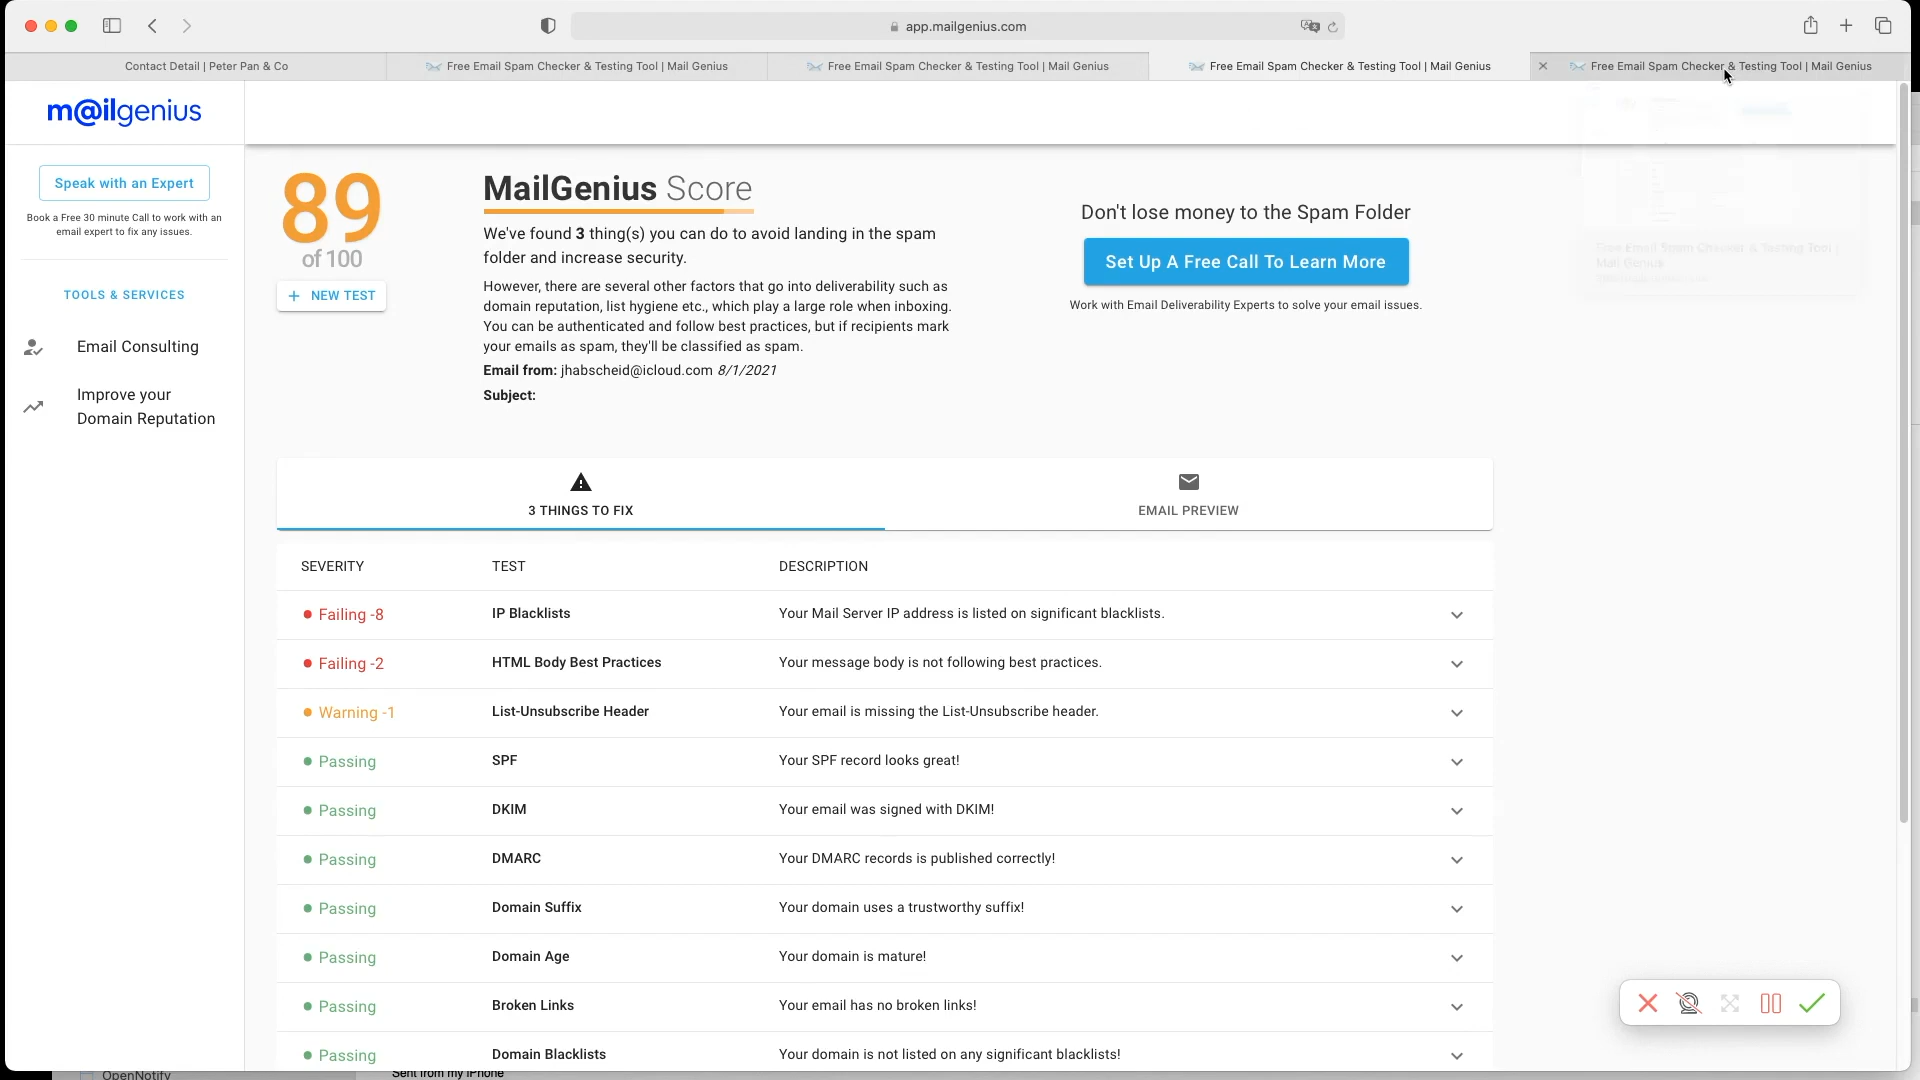 app.mailgenius.com
Contact Detail | Peter Pan & Co
Free Email Spam Checker & Testing Tool | Mail Genius
Free Email Spam Checker & Testing Tool | Mail Genius
Free Email Spam Checker & Testing Tool | Mail Genius
Free Email Spam Checker & Testing Tool | Mail Genius
m@ilgenius
Speak with an Expert
Book a Free 30 minute Call to work with an
email expert to fix any issues.
TOOLS & SERVICES
Email Consulting
Improve your
Domain Reputation
89
of 100
+ NEW TEST
MailGenius Score
We've found 3 thing(s) you can do to avoid landing in the spam
folder and increase security.
However, there are several other factors that go into deliverability such as
domain reputation, list hygiene etc., which play a large role when inboxing.
You can be authenticated and follow best practices, but if recipients mark
your emails as spam, they'll be classified as spam.
Email from: jhabscheid@icloud.com 8/1/2021
Subject:
Don't lose money to the Spam Folder
Set Up A Free Call To Learn More
Work with Email Deliverability Experts to solve your email issues.
Free Email Spam Checker & Testing Tool |
Mail Genius
3 THINGS TO FIX
EMAIL PREVIEW
SEVERITY TEST DESCRIPTION
Failing -8 IP Blacklists Your Mail Server IP address is listed on significant blacklists.
Failing -2 HTML Body Best Practices Your message body is not following best practices.
Warning -1 List-Unsubscribe Header Your email is missing the List-Unsubscribe header.
Passing SPF Your SPF record looks great!
Passing DKIM Your email was signed with DKIM!
Passing DMARC Your DMARC records is published correctly!
Passing Domain Suffix Your domain uses a trustworthy suffix!
Passing Domain Age Your domain is mature!
Passing Broken Links Your email has no broken links!
Passing Domain Blacklists Your domain is not listed on any significant blacklists!
OpenNotify
Sent from my iPhone